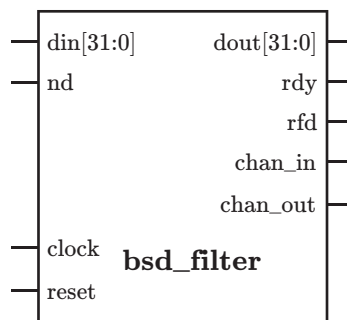 din[31:0] dout[31:0]
nd rdy
rfd
chan_in
chan_out
clock
bsd_filter
reset